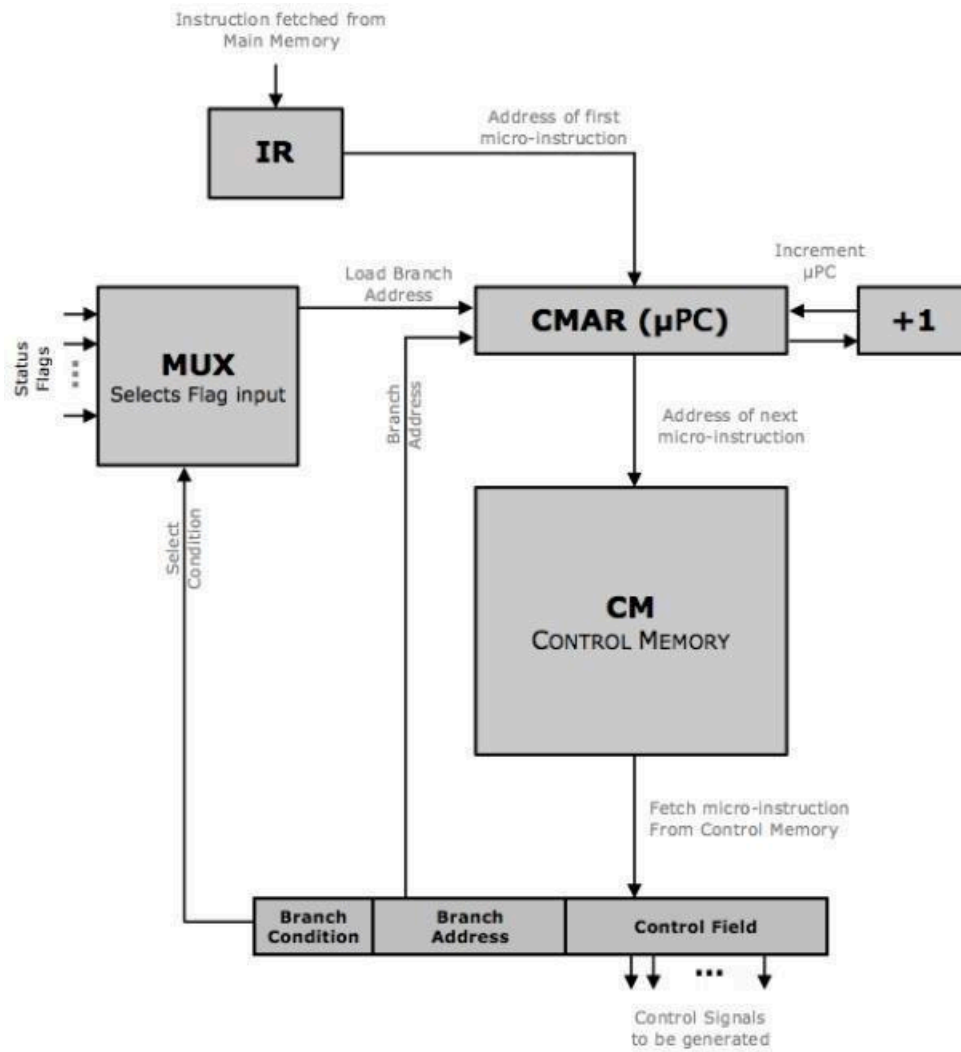 Instruction fetched from
Main Memory
IR
Address of first
micro-instruction
Increment
µPC
Load Branch
Address
CMAR (µPC)
+1
Status
Flags
...
MUX
Selects Flag input
Branch
Address
Address of next
micro-instruction
Select
Condition
CM
CONTROL MEMORY
Fetch micro-instruction
From Control Memory
Branch
Condition
Branch
Address
Control Field
...
Control Signals
to be generated